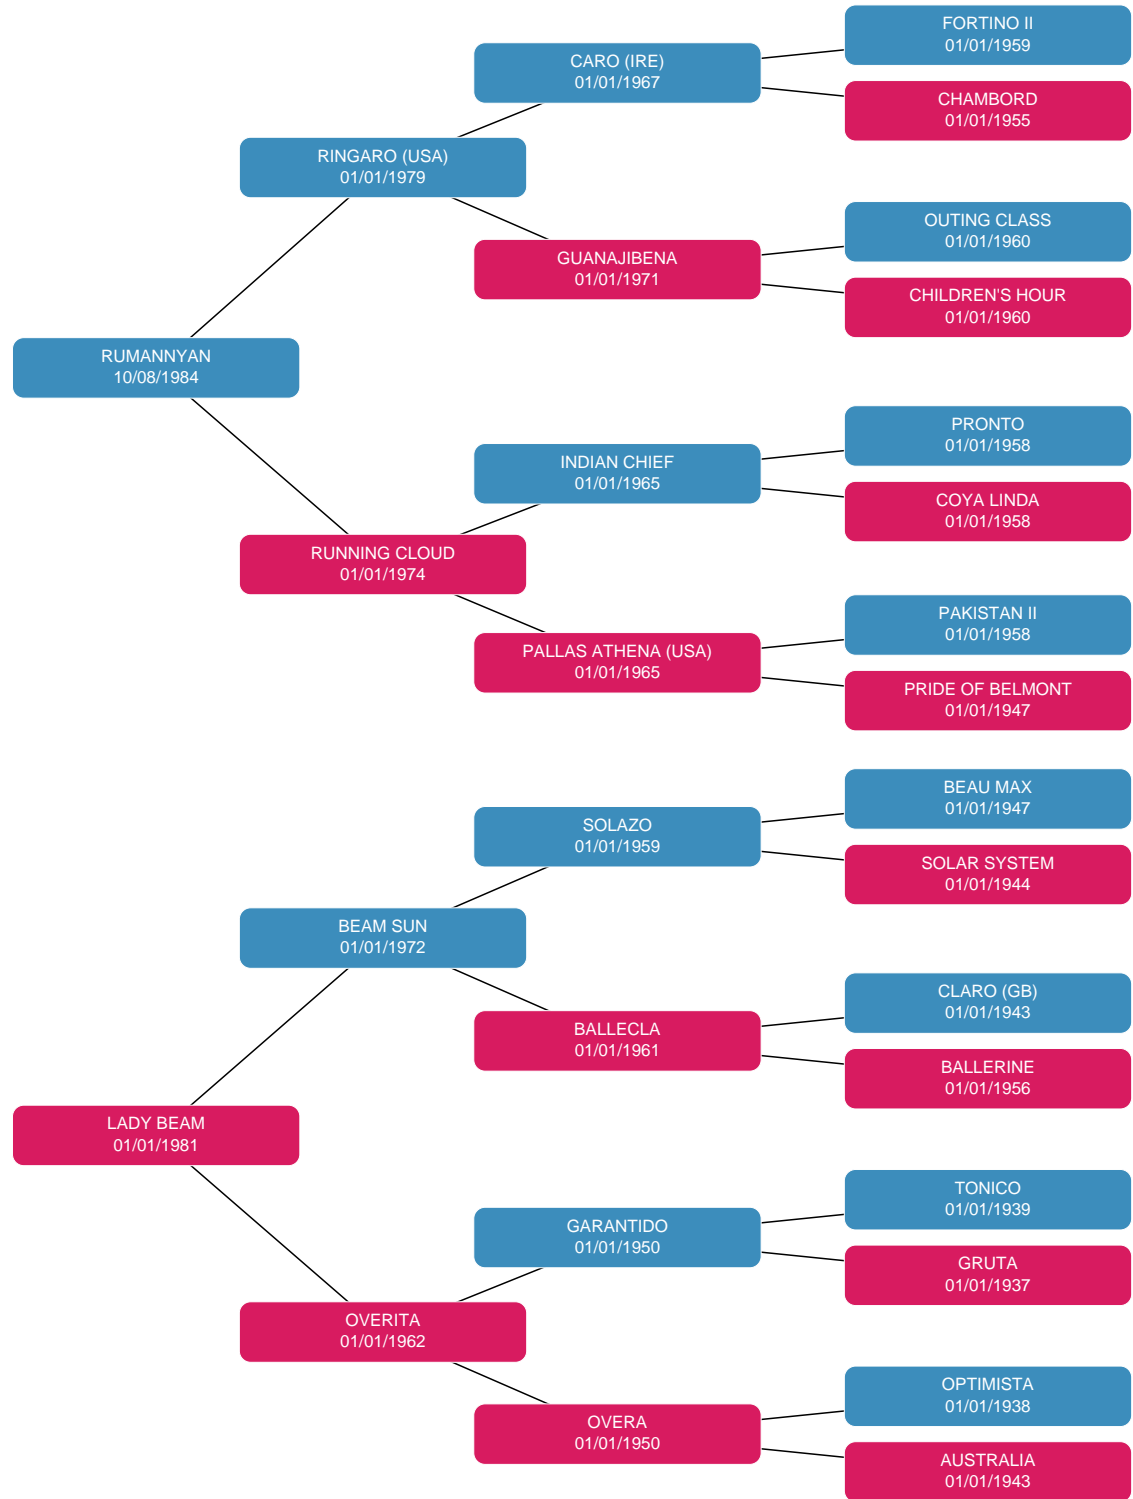 FORTINO II
01/01/1959
CARO (IRE)
01/01/1967
CHAMBORD
01/01/1955
RINGARO (USA)
01/01/1979
OUTING CLASS
01/01/1960
GUANAJIBENA
01/01/1971
CHILDREN'S HOUR
01/01/1960
RUMANNYAN
10/08/1984
PRONTO
01/01/1958
INDIAN CHIEF
01/01/1965
COYA LINDA
01/01/1958
RUNNING CLOUD
01/01/1974
PAKISTAN II
01/01/1958
PALLAS ATHENA (USA)
01/01/1965
PRIDE OF BELMONT
01/01/1947
BEAU MAX
01/01/1947
SOLAZO
01/01/1959
SOLAR SYSTEM
01/01/1944
BEAM SUN
01/01/1972
CLARO (GB)
01/01/1943
BALLECLA
01/01/1961
BALLERINE
01/01/1956
LADY BEAM
01/01/1981
TONICO
01/01/1939
GARANTIDO
01/01/1950
GRUTA
01/01/1937
OVERITA
01/01/1962
OPTIMISTA
01/01/1938
OVERA
01/01/1950
AUSTRALIA
01/01/1943